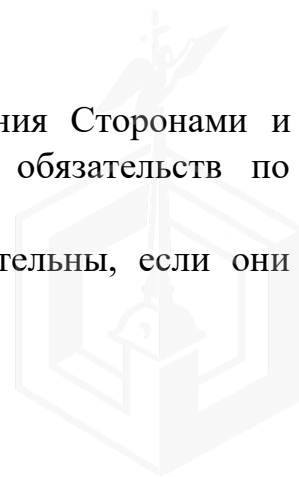 ния Сторонами и
обязательств по
тельны, если они